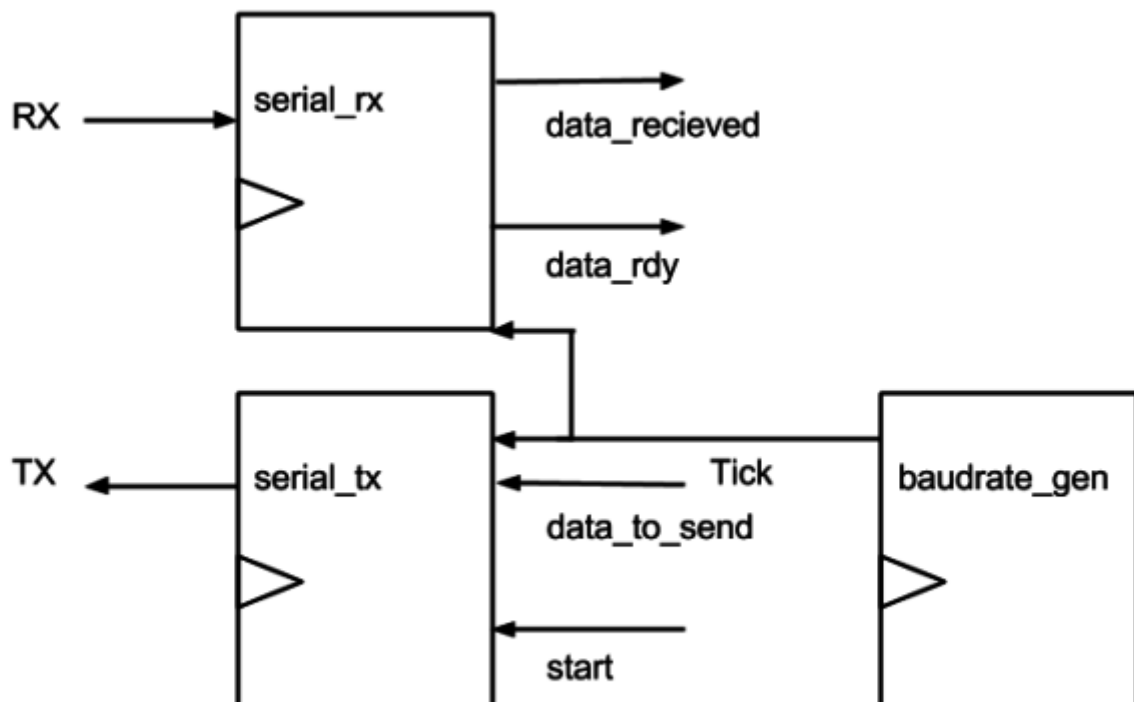 serial_rx
RX
data_recieved
data_rdy
TX
serial_tx
Tick
baudrate_gen
data_to_send
start